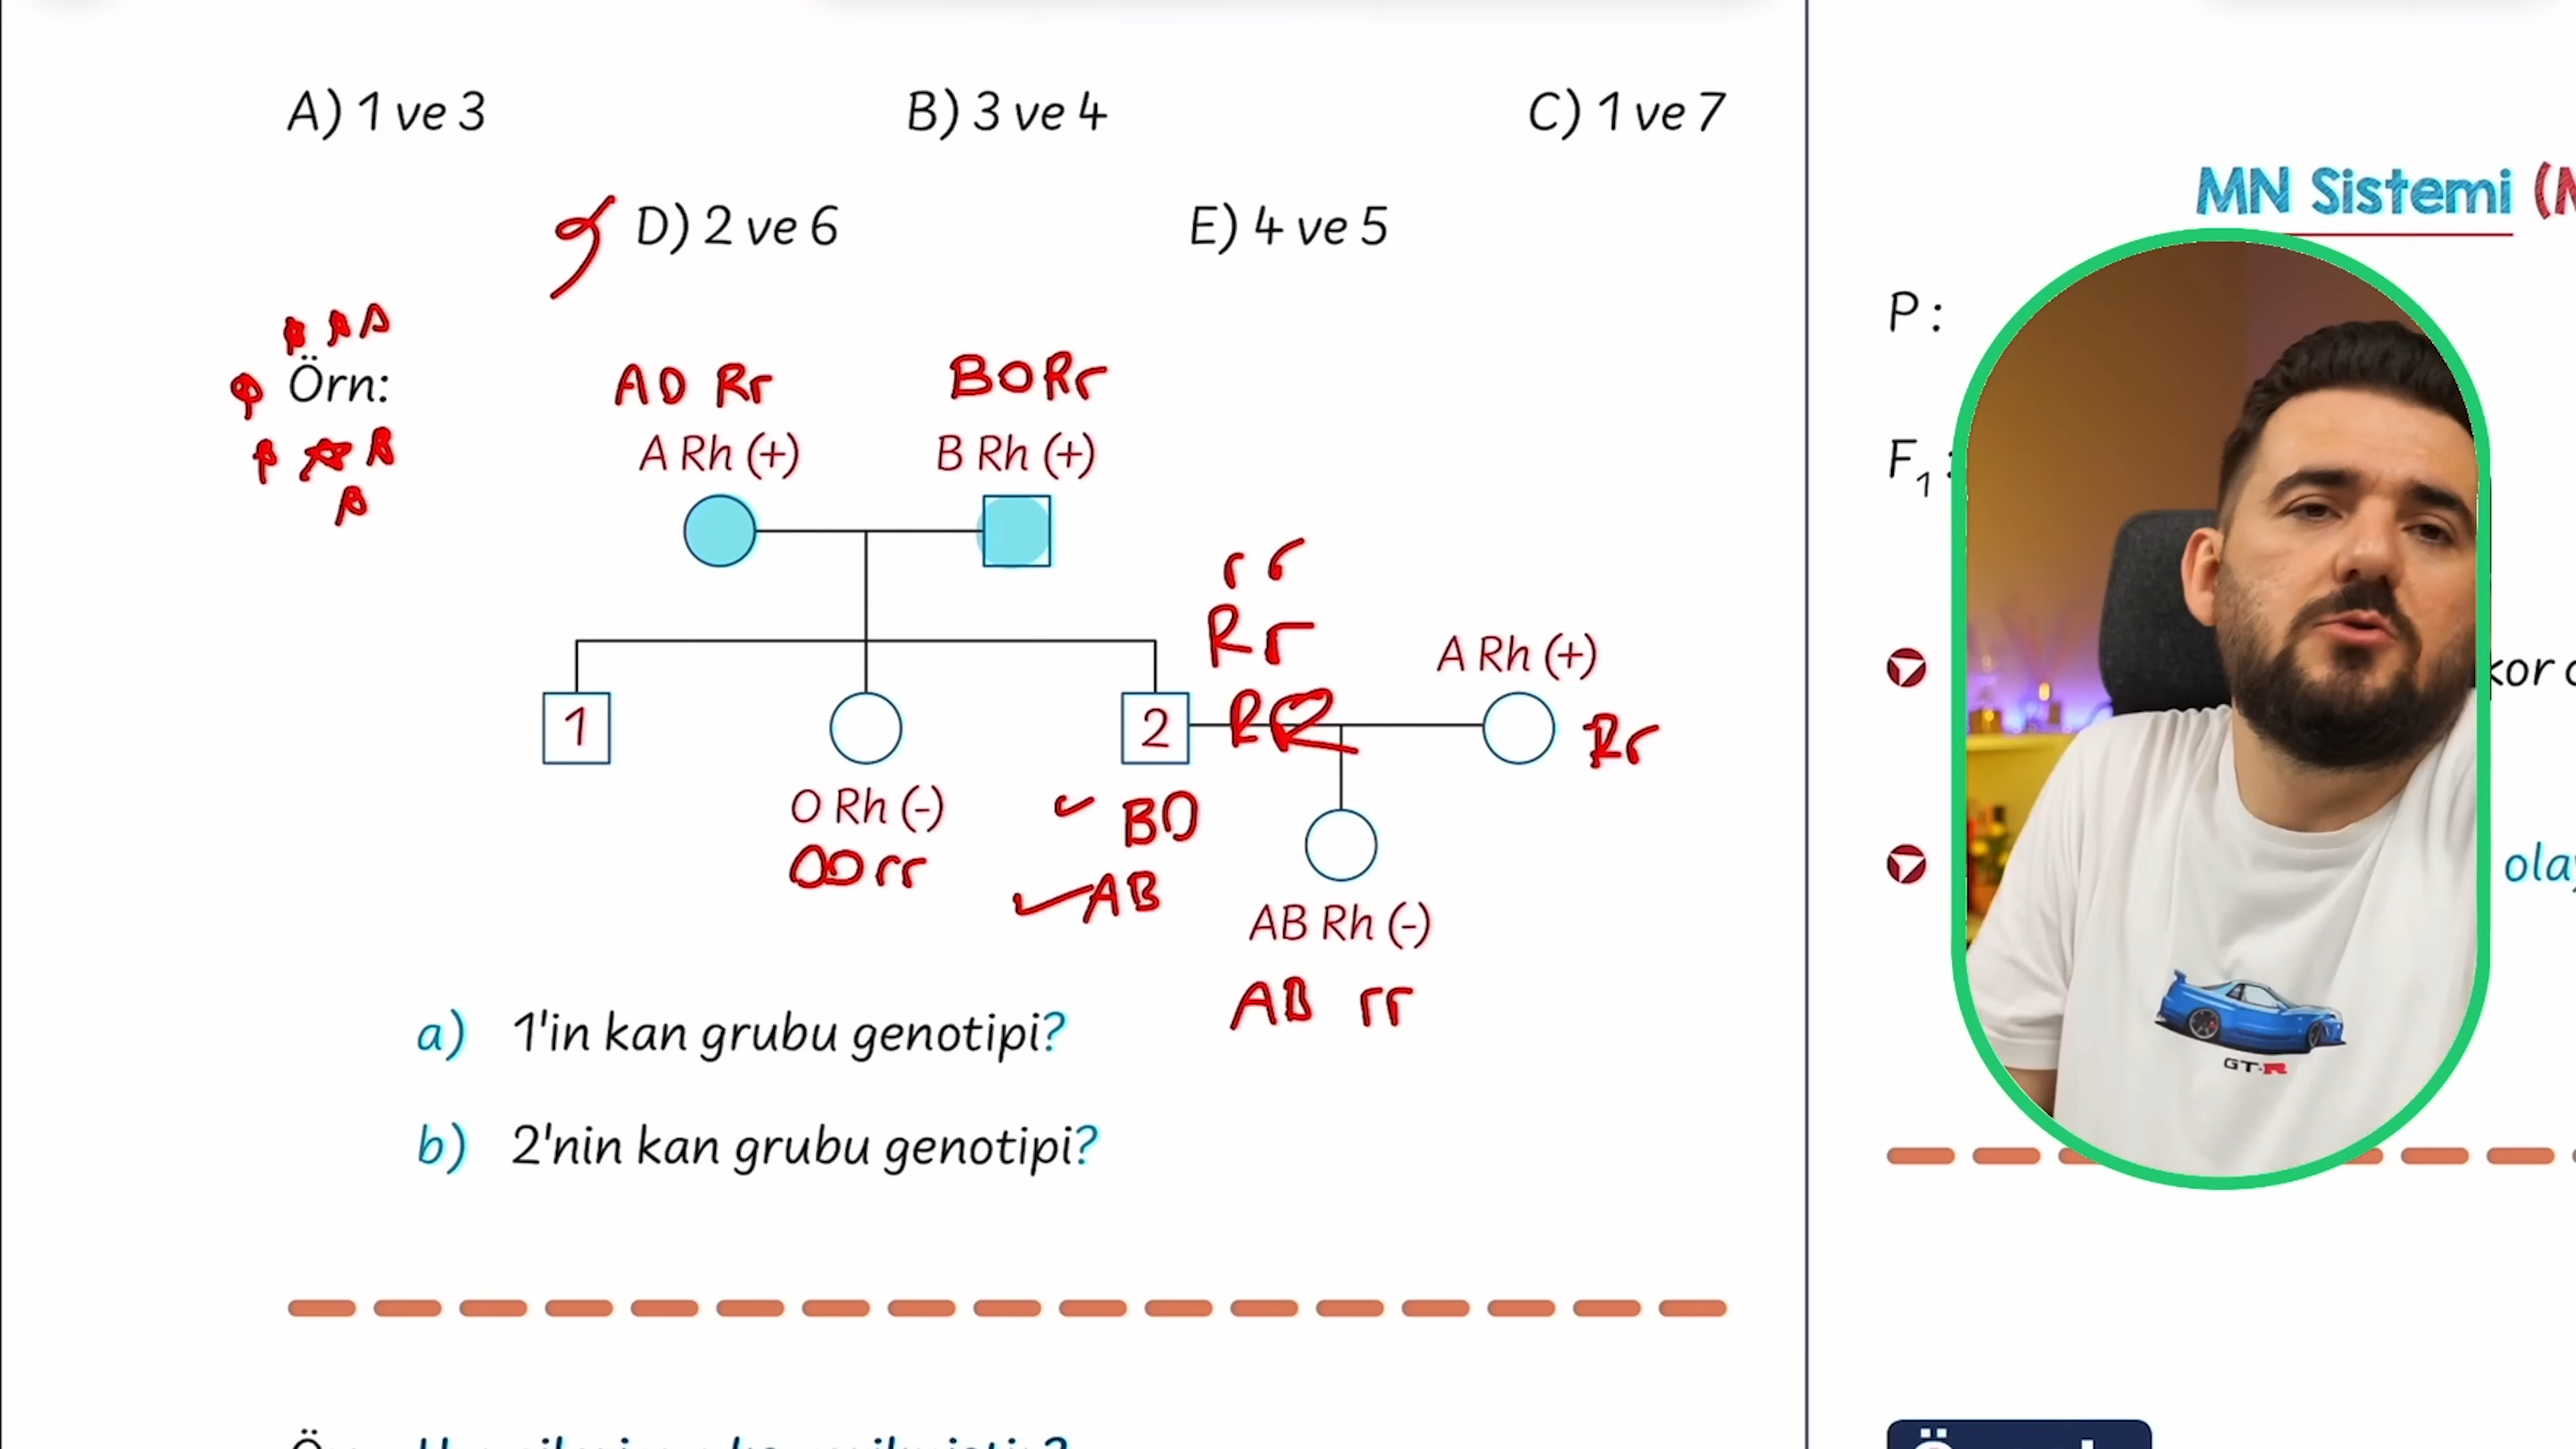 A) 1 ve 3
B) 3 ve 4
C) 1 ve 7
D) 2 ve 6
E) 4 ve 5
Örn:
AO Rr
BORr
A Rh (+)
B Rh (+)
rr
Rr
RR
A Rh (+)
Rr
1
2
O Rh (-)
OOrr
BO
AB
AB Rh (-)
AB rr
a) 1'in kan grubu genotipi?
b) 2'nin kan grubu genotipi?
MN Sistemi (M
P :
F1 :
GT-R